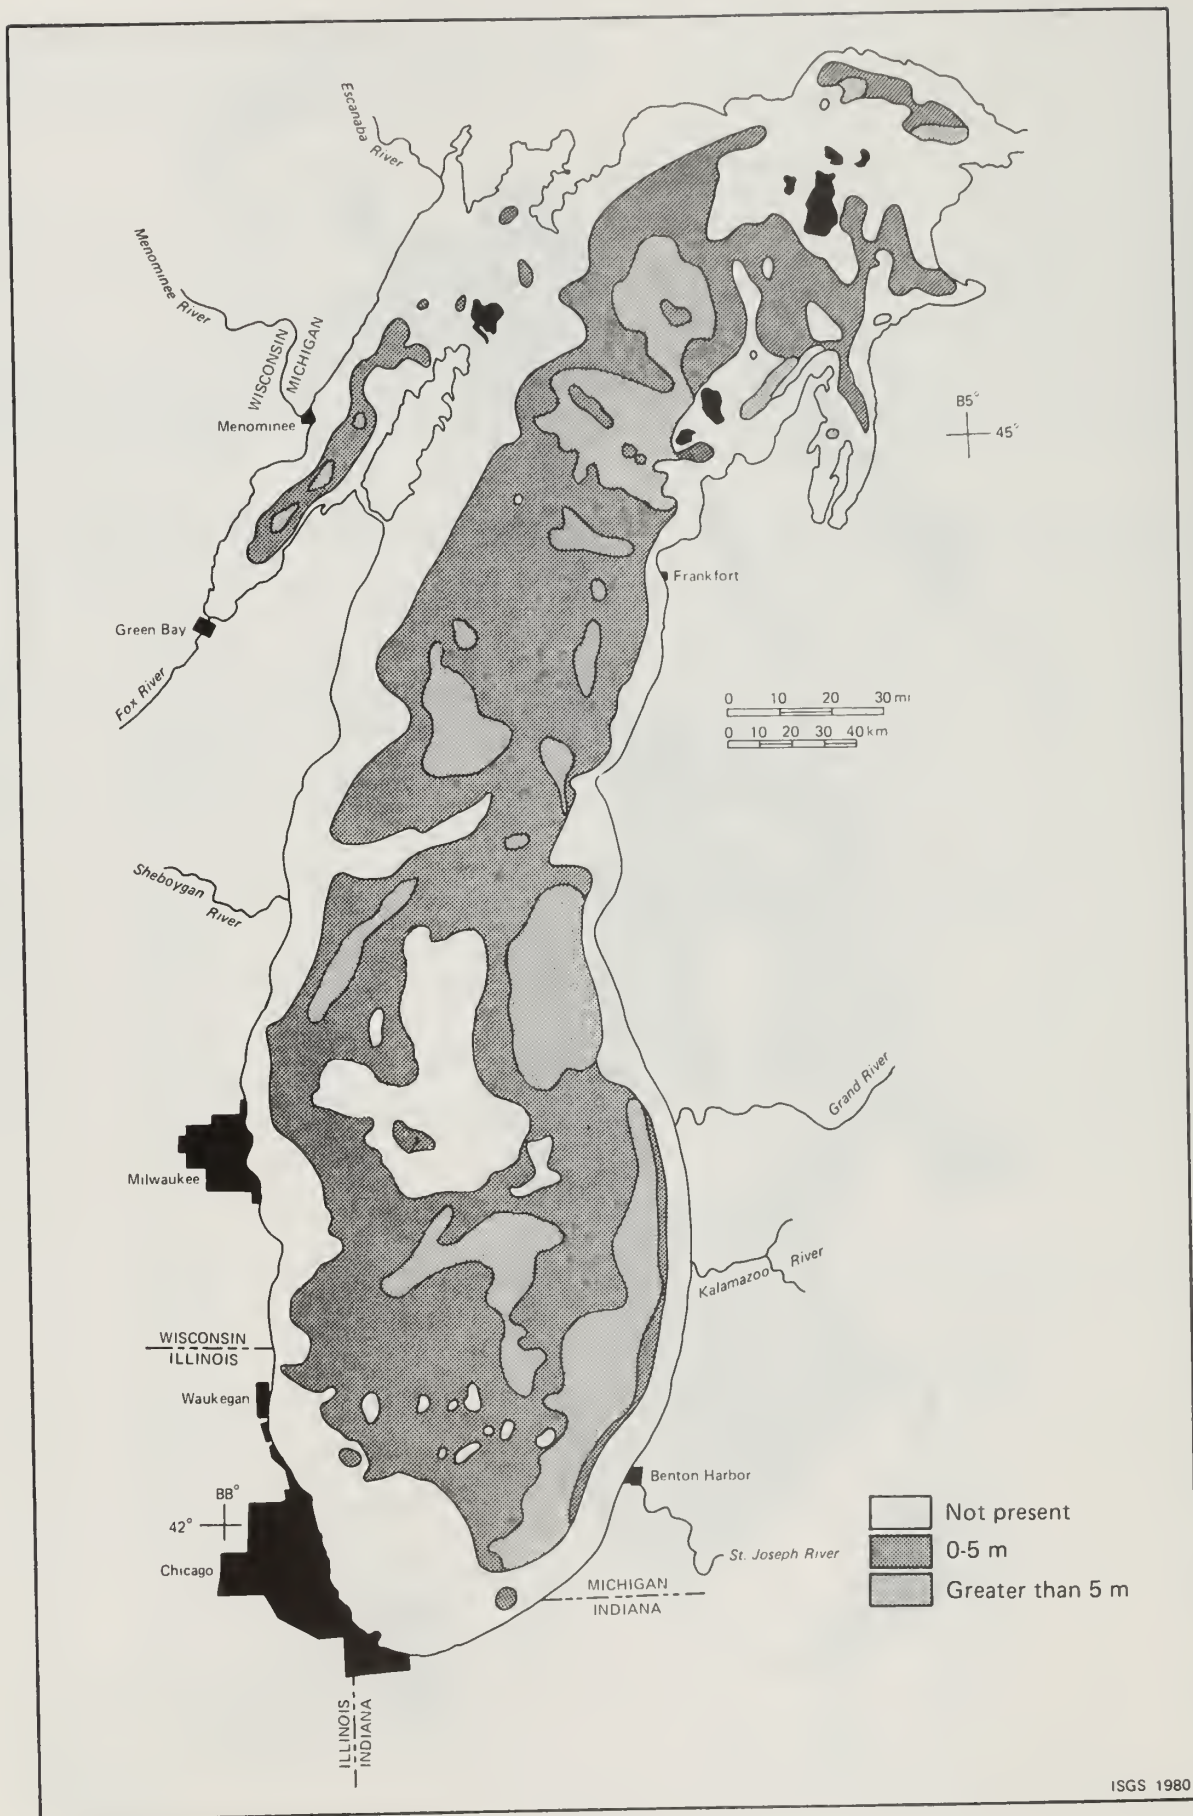 Escanaba
River
Menominee River
WISCONSIN
MICHIGAN
Menominee
85°
45°
Frankfort
Green Bay
Fox River
0 10 20 30 mi
0 10 20 30 40 km
Sheboygan
River
Grand River
Milwaukee
Kalamazoo River
WISCONSIN
ILLINOIS
Waukegan
Benton Harbor
88°
42°
Chicago
St. Joseph River
MICHIGAN
INDIANA
Not present
0-5 m
Greater than 5 m
ILLINOIS
INDIANA
ISGS 1980